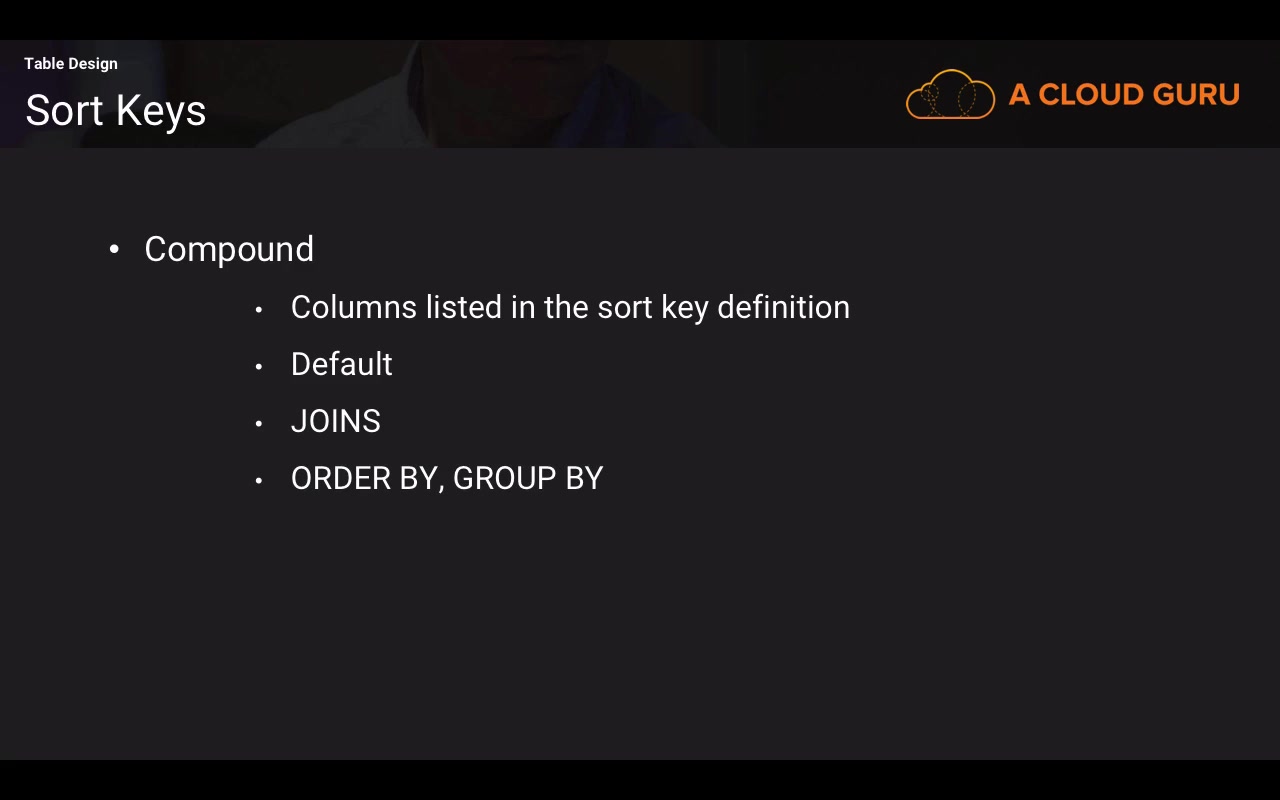 Table Design
Sort Keys
A CLOUD GURU
• Compound
• Columns listed in the sort key definition
• Default
• JOINS
• ORDER BY, GROUP BY